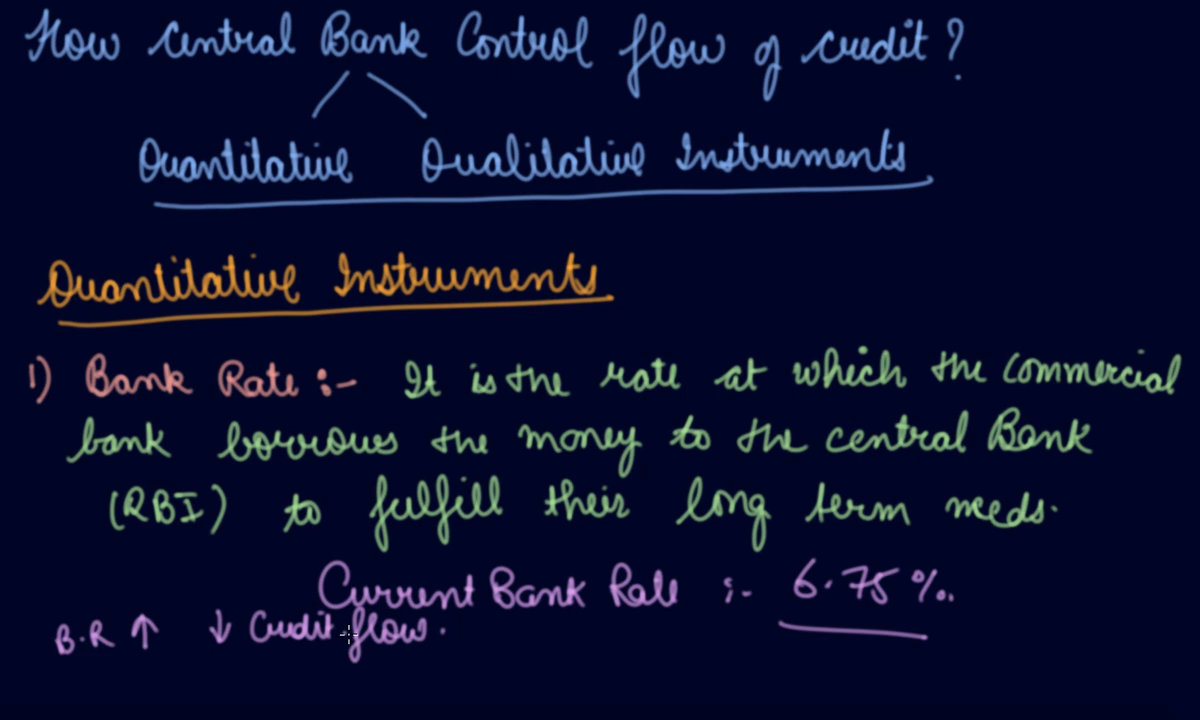 How Central Bank Control flow of credit?
Quantitative Qualitative Instruments
Quantitative Instruments
1) Bank Rate :- It is the rate at which the commercial
bank borrows the money to the central Bank
(RBI) to fulfill their long term needs.
Current Bank Rate :- 6.75%.
B.R ↑ ↓ Credit flow.